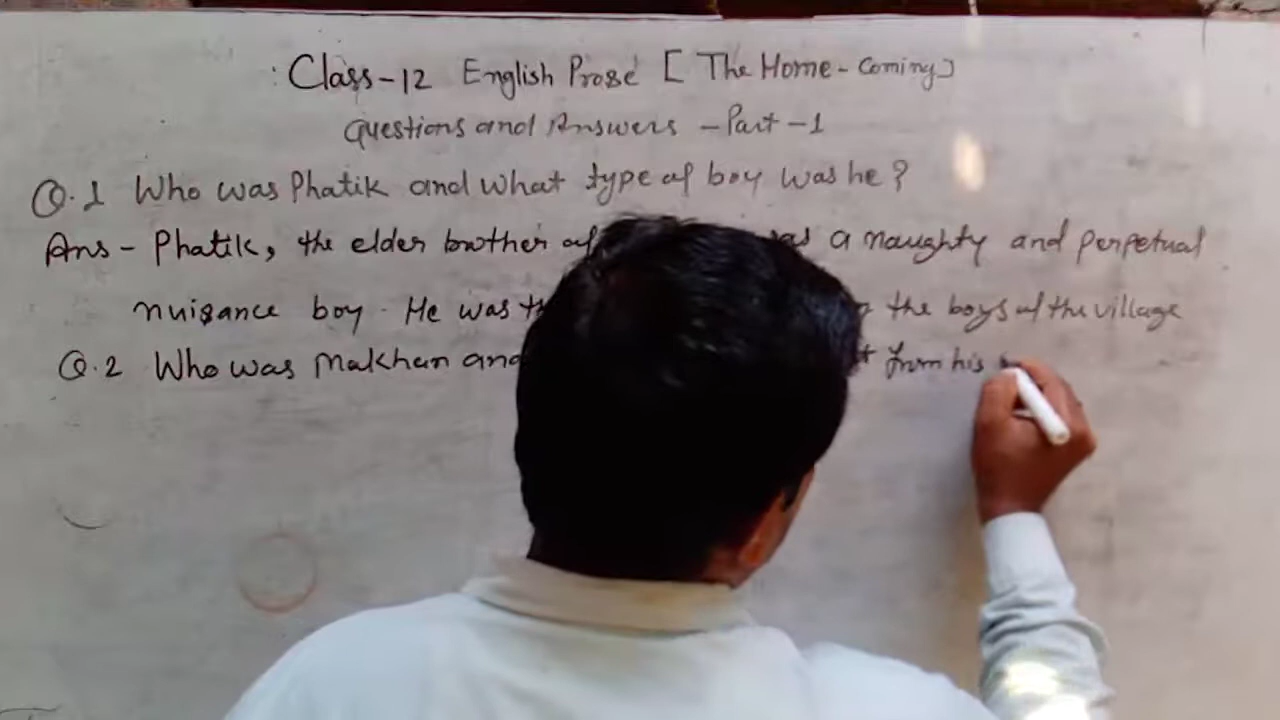 Class-12 English Prose [ The Home-Coming]
Questions and Answers - Part -1
Q.1 Who was Phatik and what type of boy was he?
Ans - Phatik, the elder brother of a naughty and perpetual
nuisance boy. He was the boys of the village
Q.2 Who was Makhan and from his